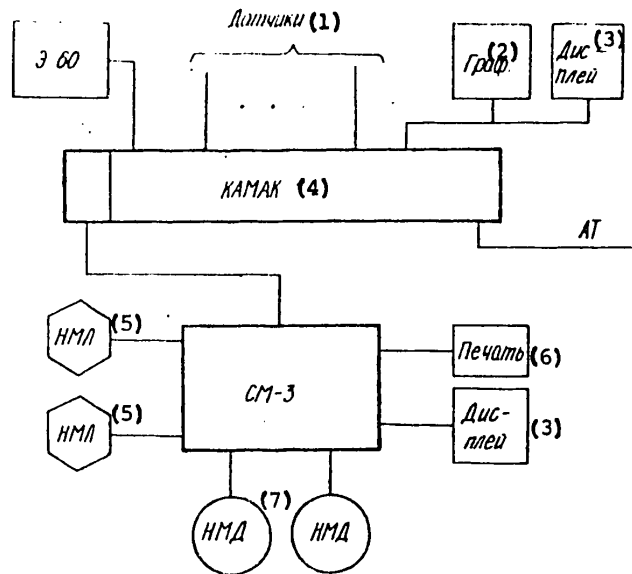 Датчики (1)
Э 60
Граф. (2)
Дис- (3)
плей
КАМАК (4)
АТ
НМЛ (5)
СМ-3
Печать (6)
НМЛ (5)
Дис-
плей (3)
НМД (7)
НМД